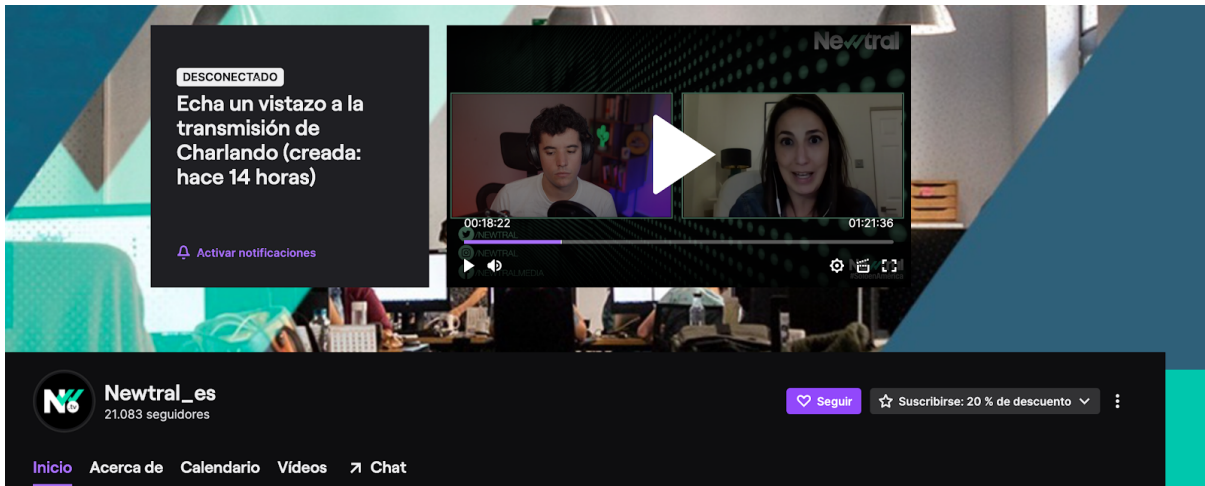 Newtral
DESCONECTADO
Echa un vistazo a la
transmisión de
Charlando (creada:
hace 14 horas)
Activar notificaciones
00:18:22
01:21:36
/NEWTRAL
/NEWTRAL
/NEWTRALMEDIA
Newtral_es
21.083 seguidores
Seguir
Suscribirse: 20 % de descuento
Inicio
Acerca de
Calendario
Vídeos
Chat